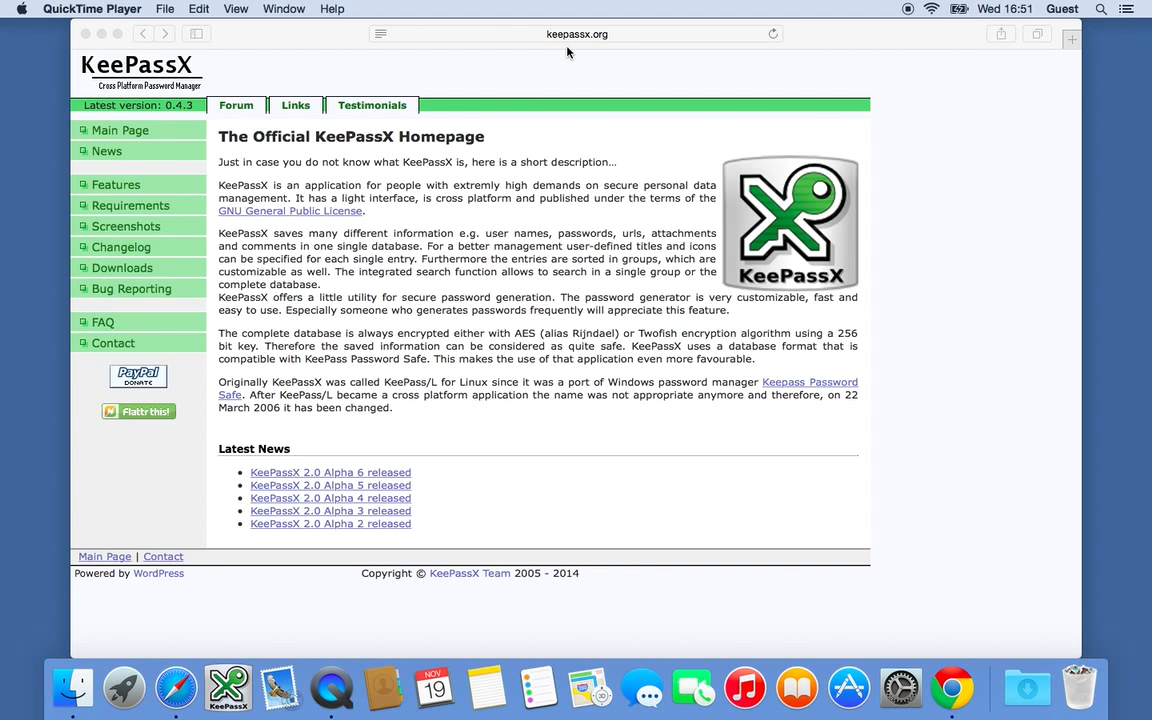 QuickTime Player File Edit View Window Help Wed 16:51 Guest
keepassx.org
KeePassX
Cross Platform Password Manager
Latest version: 0.4.3 Forum Links Testimonials
Main Page
News
Features
Requirements
Screenshots
Changelog
Downloads
Bug Reporting
FAQ
Contact
PayPal
DONATE
Flattr this!
The Official KeePassX Homepage
Just in case you do not know what KeePassX is, here is a short description...
KeePassX is an application for people with extremly high demands on secure personal data
management. It has a light interface, is cross platform and published under the terms of the
GNU General Public License.
KeePassX saves many different information e.g. user names, passwords, urls, attachments
and comments in one single database. For a better management user-defined titles and icons
can be specified for each single entry. Furthermore the entries are sorted in groups, which are
customizable as well. The integrated search function allows to search in a single group or the
complete database.
KeePassX offers a little utility for secure password generation. The password generator is very customizable, fast and
easy to use. Especially someone who generates passwords frequently will appreciate this feature.
KeePassX
The complete database is always encrypted either with AES (alias Rijndael) or Twofish encryption algorithm using a 256
bit key. Therefore the saved information can be considered as quite safe. KeePassX uses a database format that is
compatible with KeePass Password Safe. This makes the use of that application even more favourable.
Originally KeePassX was called KeePass/L for Linux since it was a port of Windows password manager Keepass Password
Safe. After KeePass/L became a cross platform application the name was not appropriate anymore and therefore, on 22
March 2006 it has been changed.
Latest News
KeePassX 2.0 Alpha 6 released
KeePassX 2.0 Alpha 5 released
KeePassX 2.0 Alpha 4 released
KeePassX 2.0 Alpha 3 released
KeePassX 2.0 Alpha 2 released
Main Page | Contact
Powered by WordPress Copyright © KeePassX Team 2005 - 2014
KeePassX
NOV
19
3D